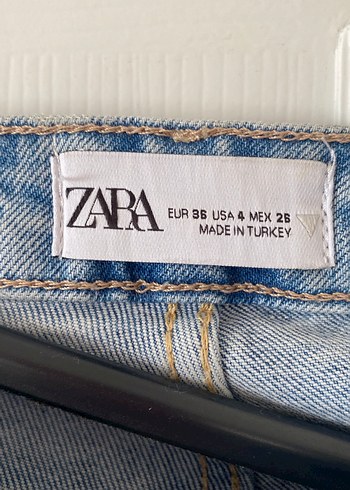 ZARA
EUR 36 USA 4 MEX 26
MADE IN TURKEY